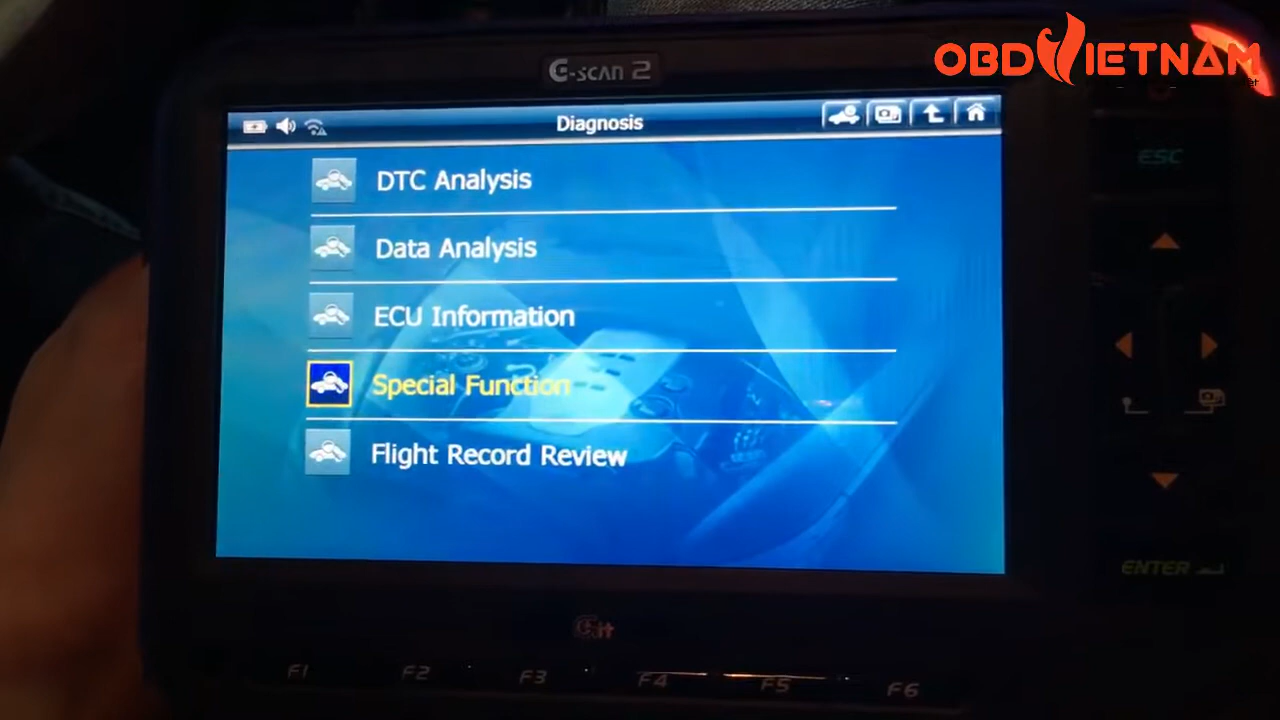 OBDVIETNAM
G-SCAN 2
Diagnosis
DTC Analysis
Data Analysis
ECU Information
Special Function
Flight Record Review
ESC
ENTER
Git
F1 F2 F3 F4 F5 F6